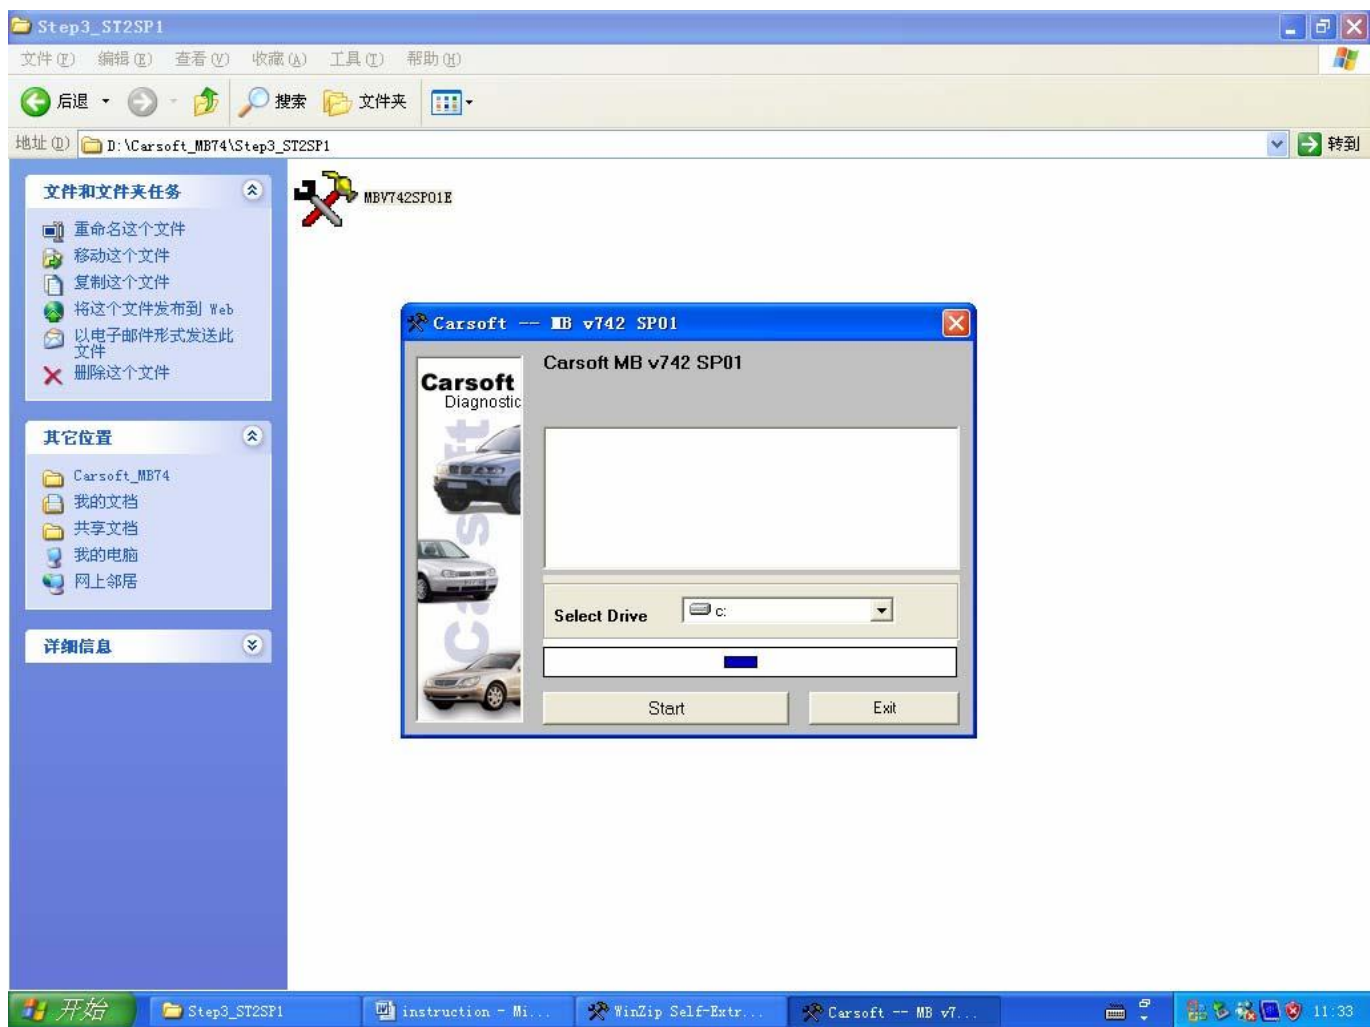 Step3_ST2SP1
文件(F) 编辑(E) 查看(V) 收藏(A) 工具(T) 帮助(H)
后退 搜索 文件夹
地址(D) D:\Carsoft_MB74\Step3_ST2SP1 转到
文件和文件夹任务
重命名这个文件
移动这个文件
复制这个文件
将这个文件发布到 Web
以电子邮件形式发送此
文件
删除这个文件
其它位置
Carsoft_MB74
我的文档
共享文档
我的电脑
网上邻居
详细信息
MBV742SP01E
Carsoft -- MB v742 SP01
Carsoft
Diagnostic
Carsoft
Carsoft MB v742 SP01
Select Drive c:
Start Exit
开始 Step3_ST2SP1 instruction - Mi... WinZip Self-Extr... Carsoft -- MB v7... 11:33